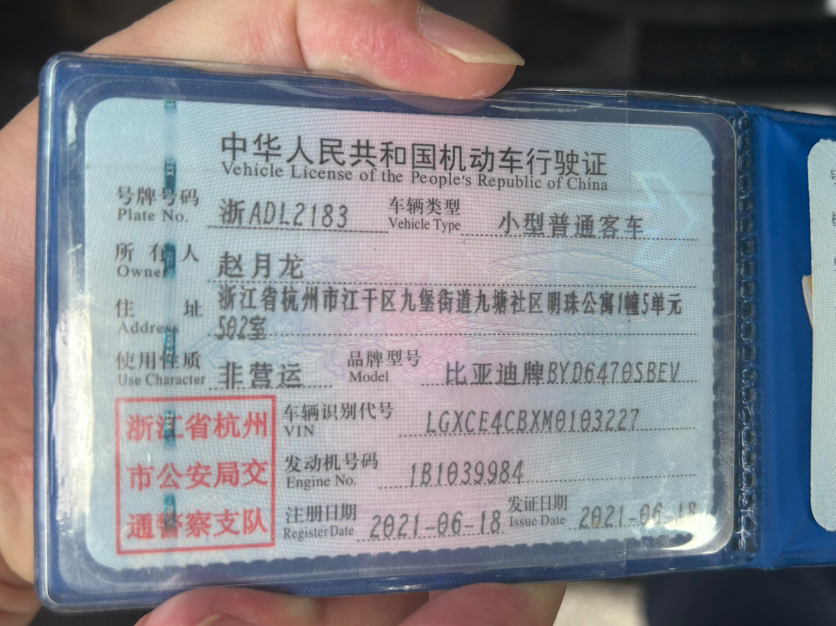 中华人民共和国机动车行驶证
Vehicle License of the People's Republic of China
号牌号码 浙ADL2183 车辆类型 小型普通客车
Plate No. Vehicle Type
所有人 赵月龙
Owner
住址 浙江省杭州市江干区九堡街道九塘社区明珠公寓1幢5单元
Address 502室
使用性质 非营运 品牌型号 比亚迪牌BYD6470SBEV
Use Character Model
浙江省杭州 车辆识别代号 LGXCE4CBXM0103227
VIN
市公安局交 发动机号码 1B1039984
Engine No.
通警察支队 注册日期 2021-06-18 发证日期 2021-06-18
Register Date Issue Date